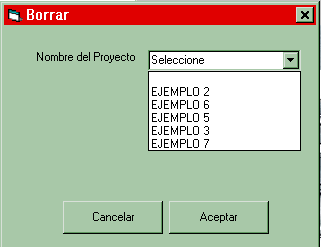 Borrar
Nombre del Proyecto Seleccione
EJEMPLO 2
EJEMPLO 6
EJEMPLO 5
EJEMPLO 3
EJEMPLO 7
Cancelar Aceptar